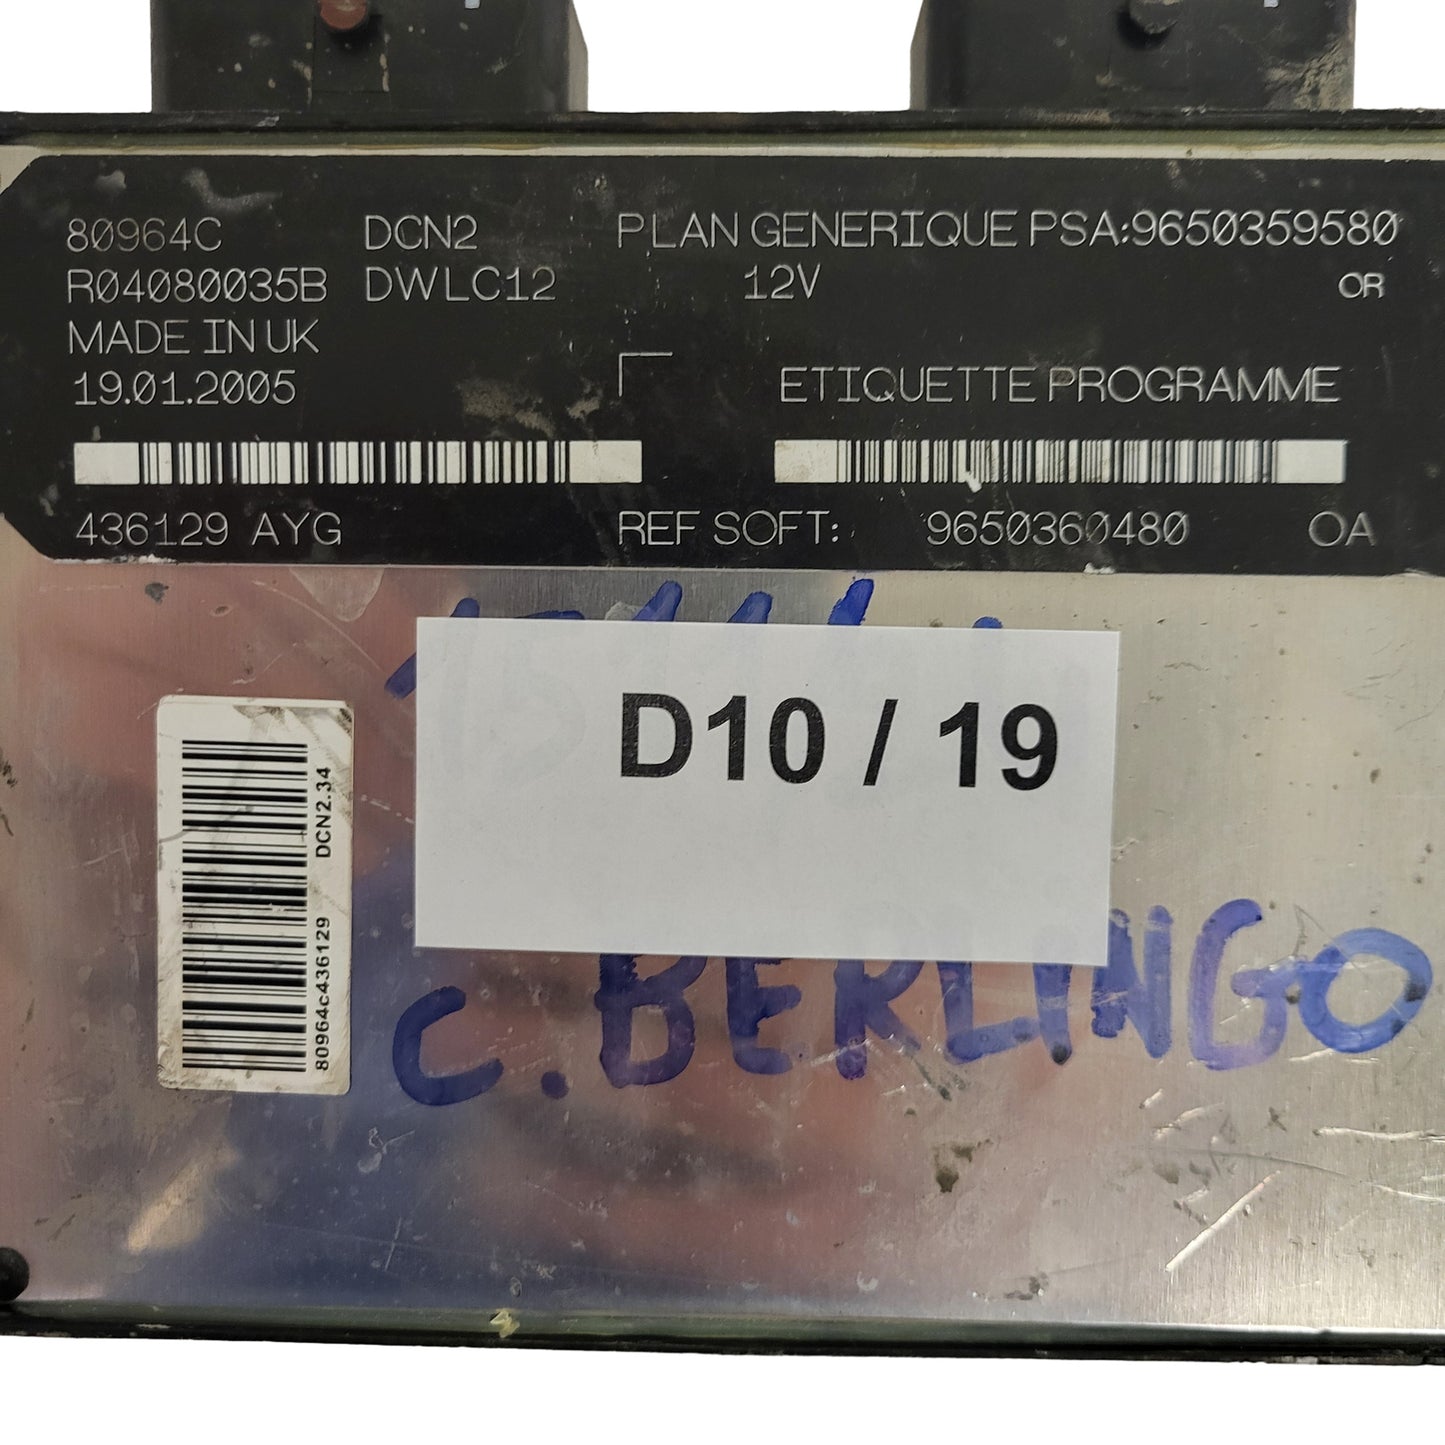 80964C DCN2 PLAN GENERIQUE PSA:9650359580
R04080035B DWLC12 12V OR
MADE IN UK
19.01.2005 ETIQUETTE PROGRAMME
436129 AYG REF SOFT: 9650360480 OA
D10 / 19
80964c436129 DCN2.34
C. BERLINGO